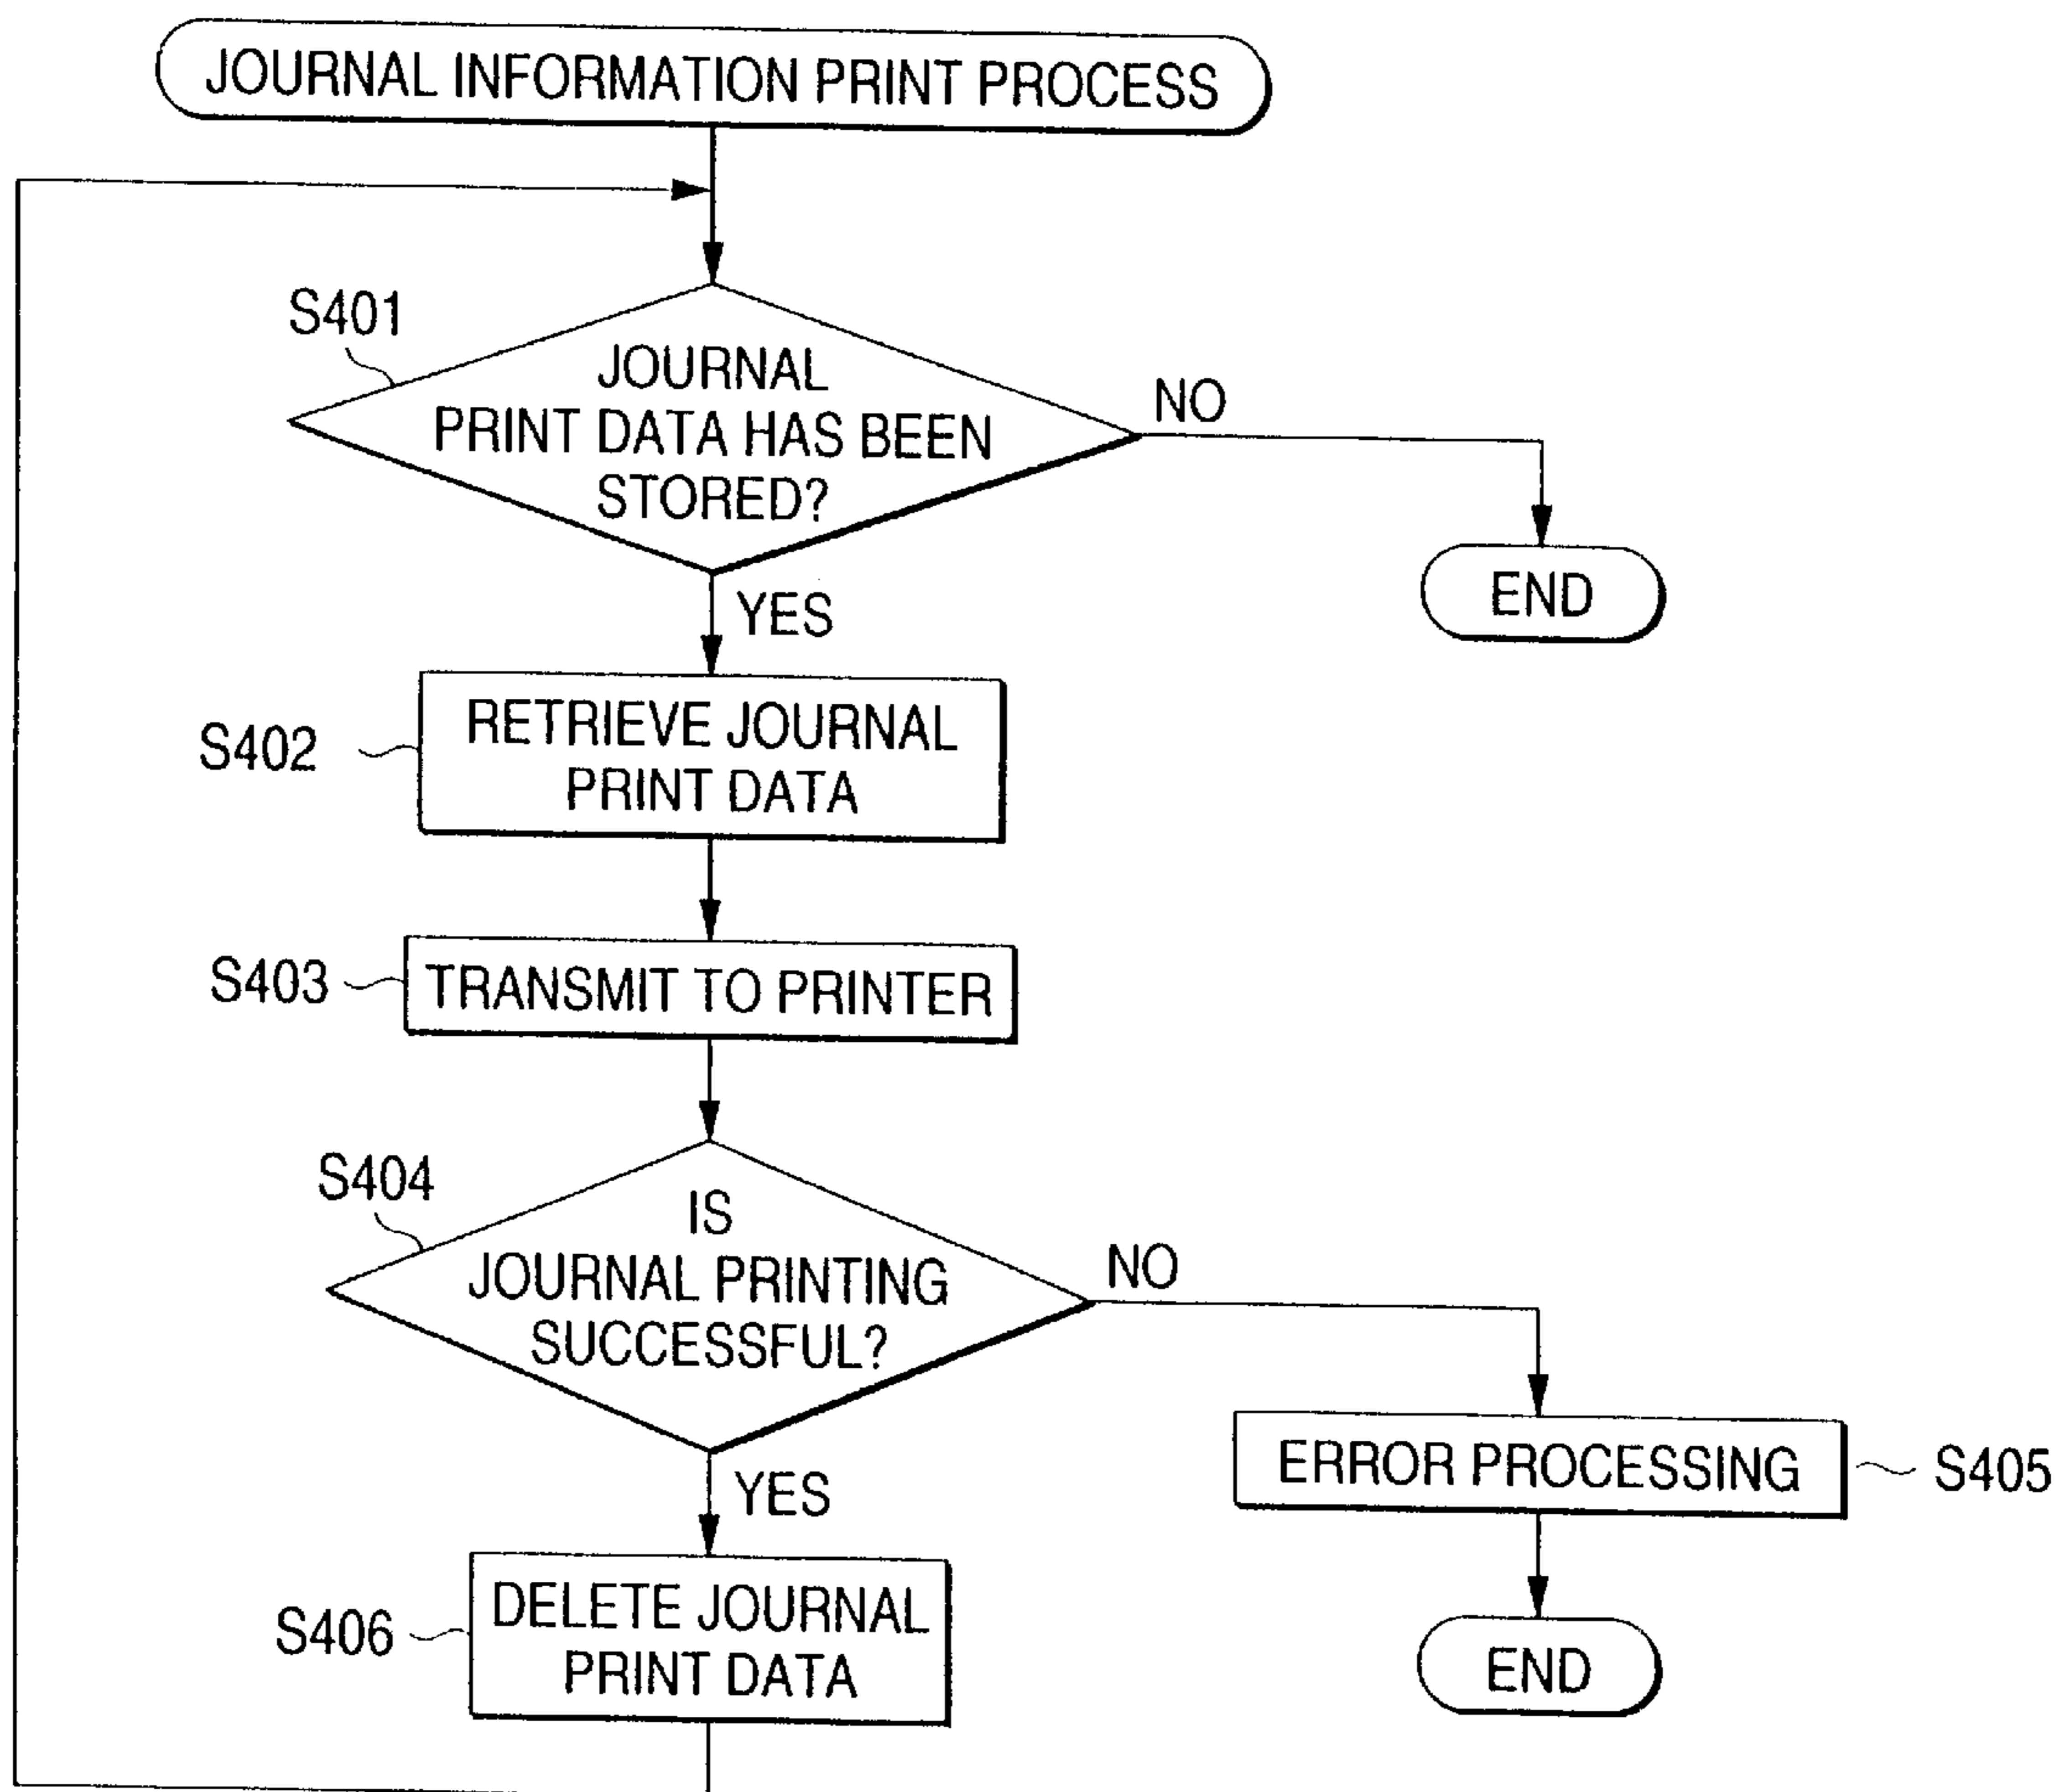 JOURNAL INFORMATION PRINT PROCESS
S401
JOURNAL
PRINT DATA HAS BEEN
STORED?
NO
END
YES
S402
RETRIEVE JOURNAL
PRINT DATA
S403
TRANSMIT TO PRINTER
S404
IS
JOURNAL PRINTING
SUCCESSFUL?
NO
ERROR PROCESSING
S405
YES
END
S406
DELETE JOURNAL
PRINT DATA